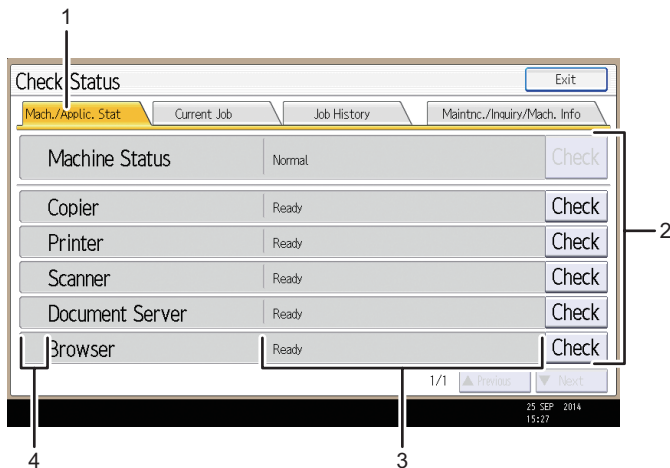 1
Check Status Exit
Mach./Applic. Stat Current Job Job History Maintnc./Inquiry/Mach. Info
Machine Status Normal Check
Copier Ready Check
2
Printer Ready Check
Scanner Ready Check
Document Server Ready Check
Browser Ready Check
1/1 ▲ Previous ▼ Next
25 SEP 2014
15:27
4 3